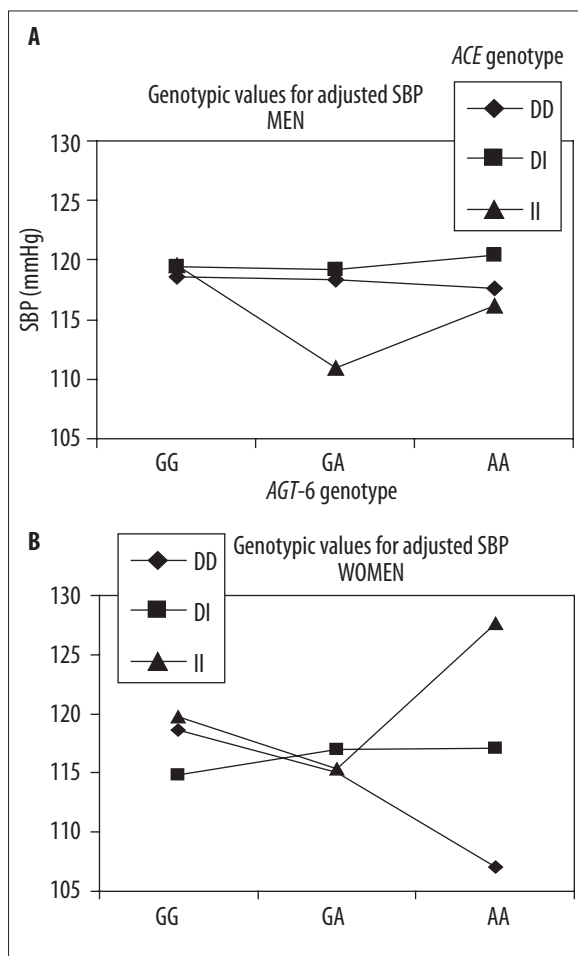 A
ACE genotype
Genotypic values for adjusted SBP
MEN
DD
DI
II
130
125
120
115
110
105
SBP (mmHg)
GG GA AA
AGT-6 genotype
B
Genotypic values for adjusted SBP
WOMEN
DD
DI
II
130
125
120
115
110
105
GG GA AA